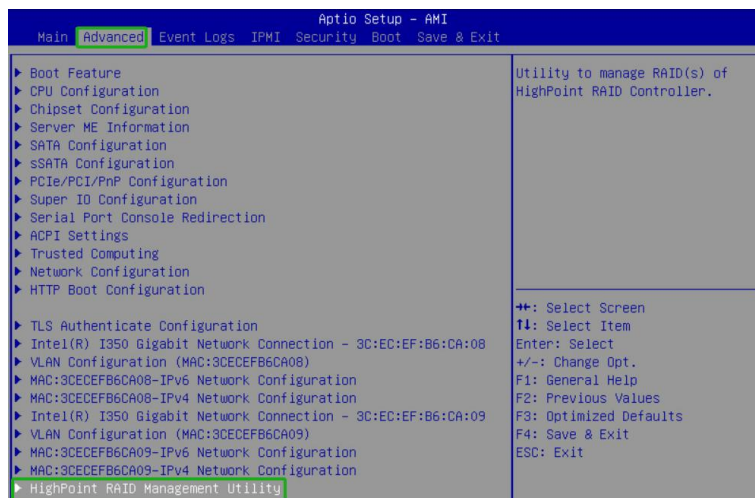 Aptio Setup – AMI
Main Advanced Event Logs IPMI Security Boot Save & Exit
▶ Boot Feature
▶ CPU Configuration
▶ Chipset Configuration
▶ Server ME Information
▶ SATA Configuration
▶ sSATA Configuration
▶ PCIe/PCI/PnP Configuration
▶ Super IO Configuration
▶ Serial Port Console Redirection
▶ ACPI Settings
▶ Trusted Computing
▶ Network Configuration
▶ HTTP Boot Configuration
▶ TLS Authenticate Configuration
▶ Intel(R) I350 Gigabit Network Connection – 3C:EC:EF:B6:CA:08
▶ VLAN Configuration (MAC:3CECEFB6CA08)
▶ MAC:3CECEFB6CA08-IPv6 Network Configuration
▶ MAC:3CECEFB6CA08-IPv4 Network Configuration
▶ Intel(R) I350 Gigabit Network Connection – 3C:EC:EF:B6:CA:09
▶ VLAN Configuration (MAC:3CECEFB6CA09)
▶ MAC:3CECEFB6CA09-IPv6 Network Configuration
▶ MAC:3CECEFB6CA09-IPv4 Network Configuration
▶ HighPoint RAID Management Utility
Utility to manage RAID(s) of
HighPoint RAID Controller.
→←: Select Screen
↑↓: Select Item
Enter: Select
+/-: Change Opt.
F1: General Help
F2: Previous Values
F3: Optimized Defaults
F4: Save & Exit
ESC: Exit